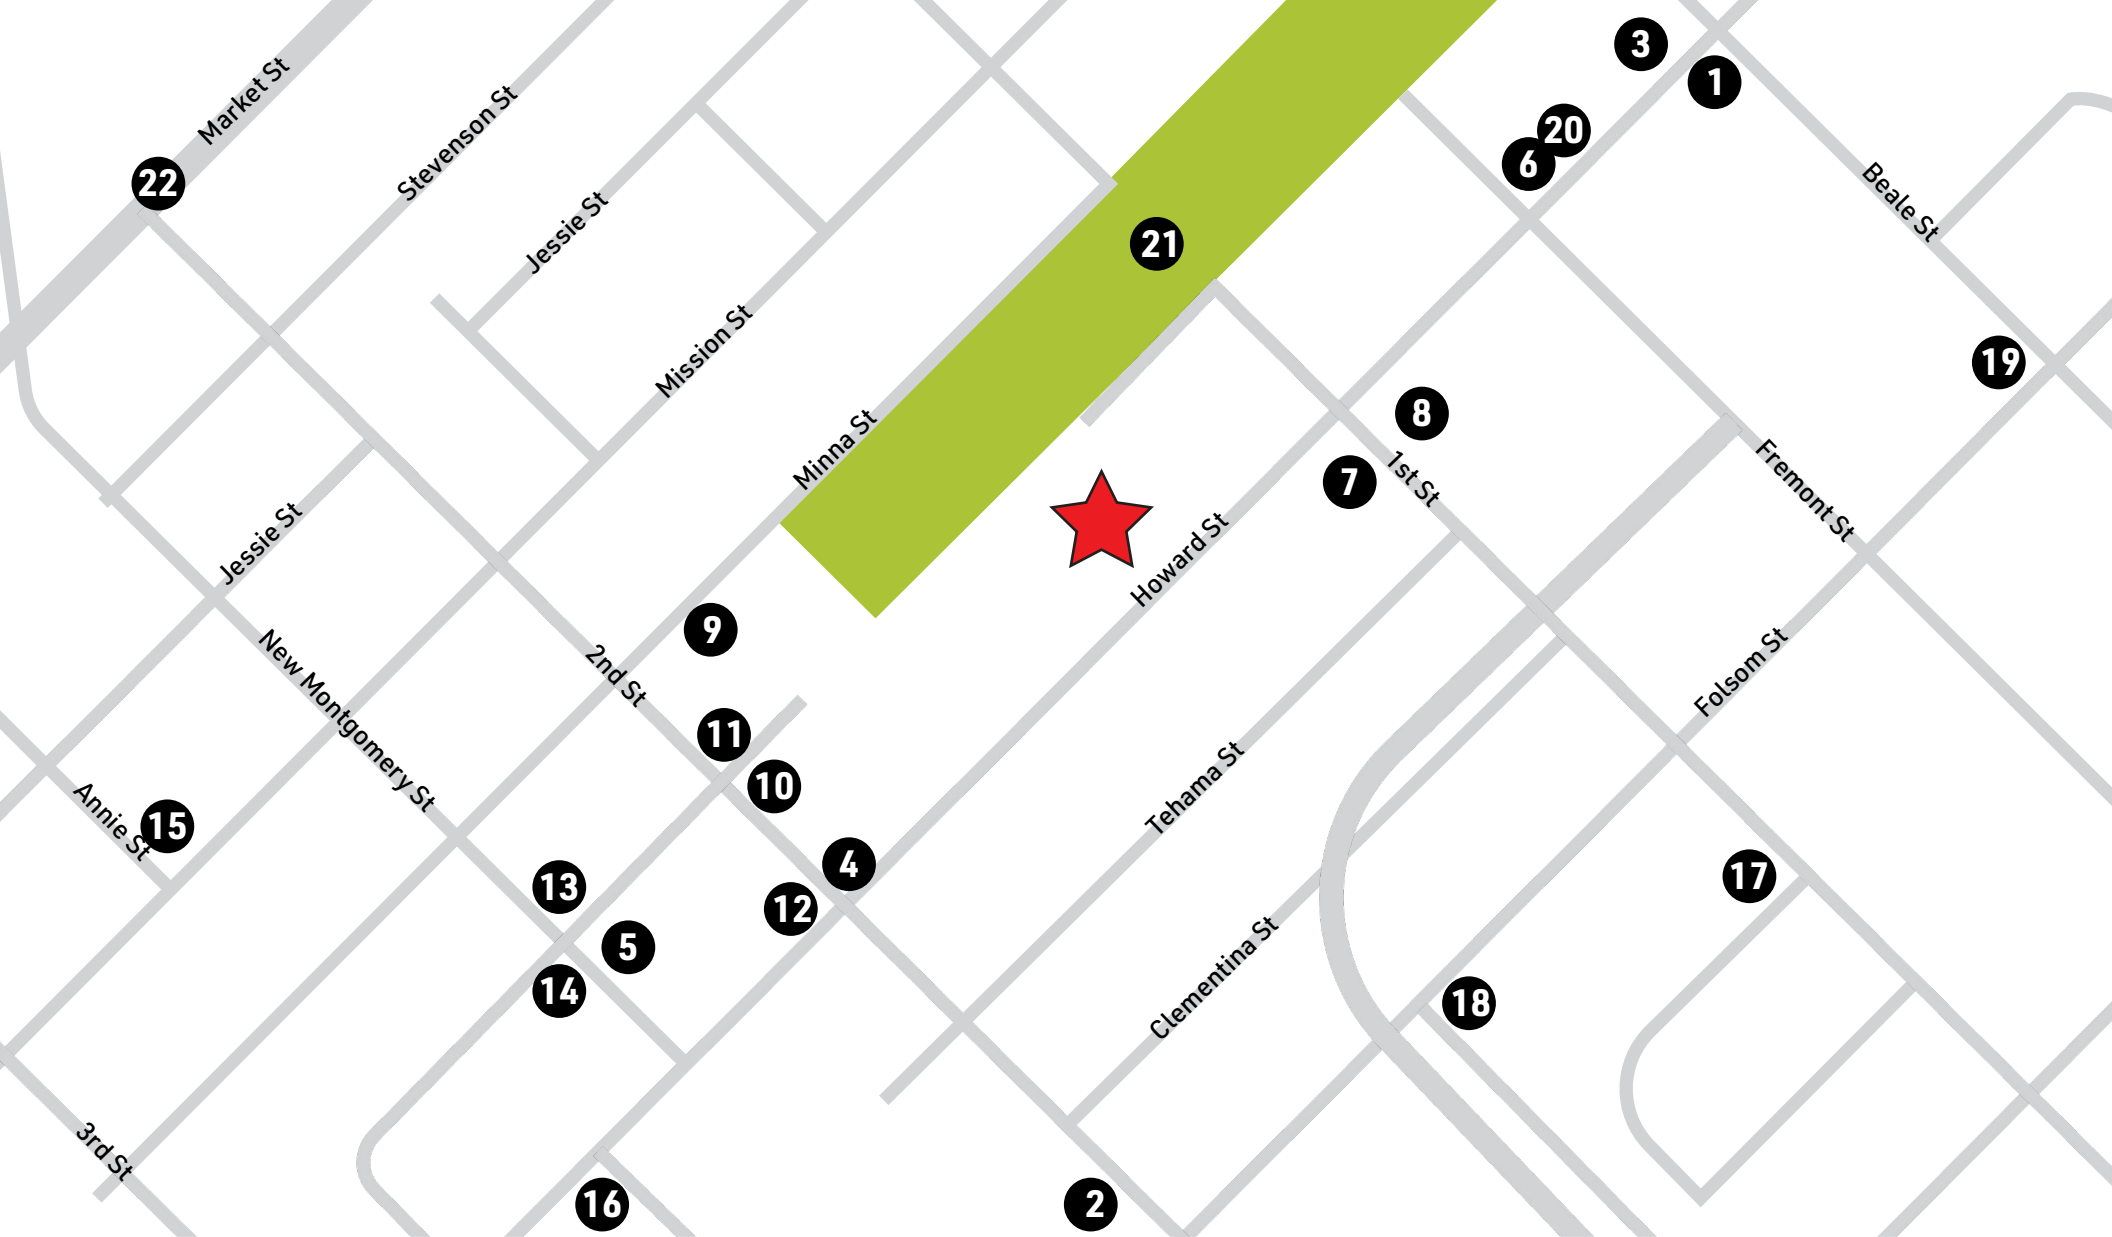 3
1
Market St
Stevenson St
20
6
22
Beale St
Jessie St
21
Mission St
19
8
Minna St
7
1st St
Fremont St
Jessie St
Howard St
9
2nd St
Folsom St
New Montgomery St
11
10
Tehama St
Annie St
15
4
17
13
12
5
14
Clementina St
18
3rd St
16
2